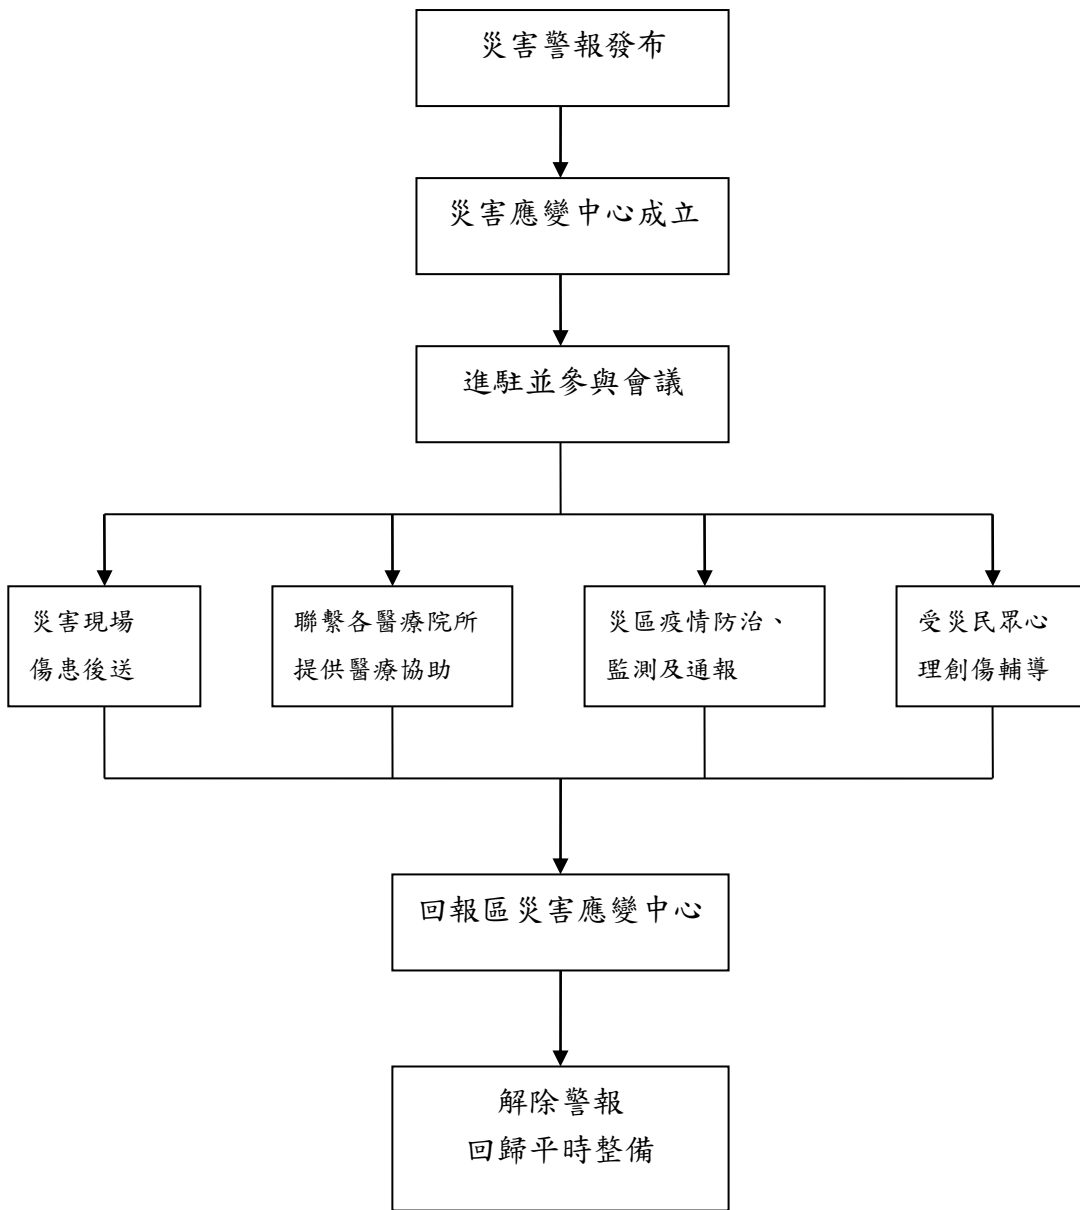 災害警報發布
災害應變中心成立
進駐並參與會議
災害現場
傷患後送
聯繫各醫療院所
提供醫療協助
災區疫情防治、
監測及通報
受災民眾心
理創傷輔導
回報區災害應變中心
解除警報
回歸平時整備